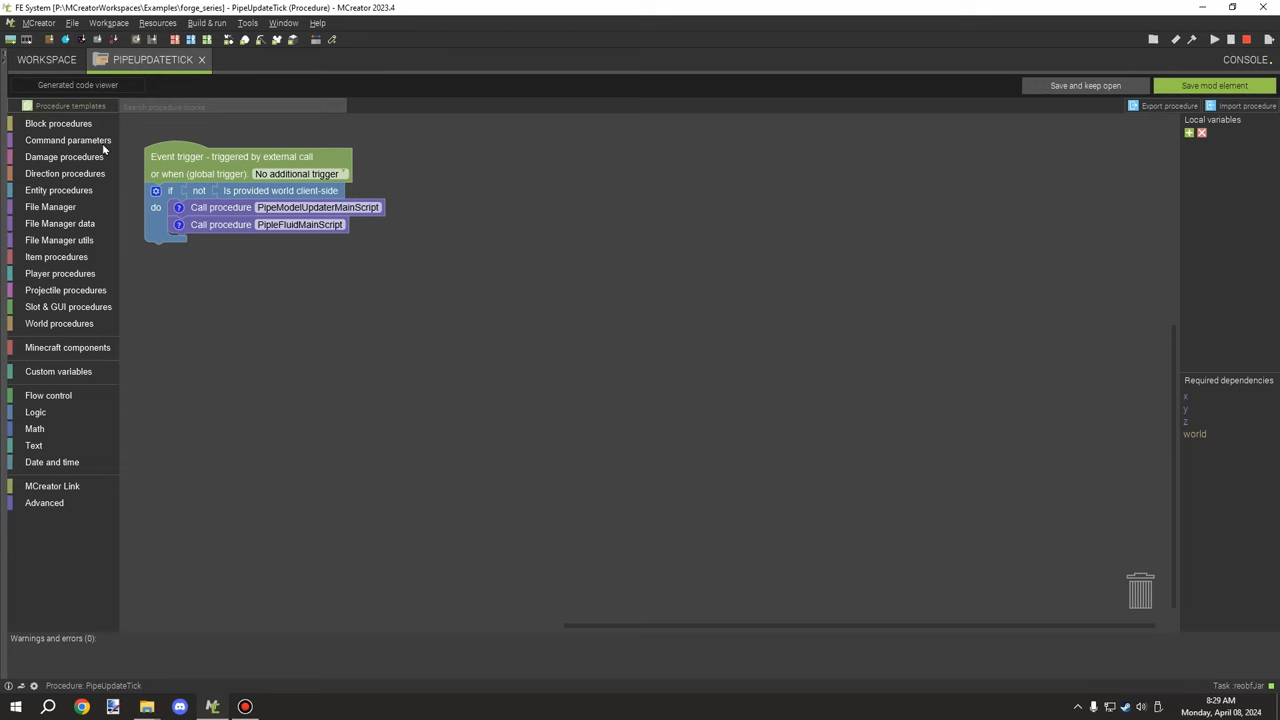 FE System [P:\MCreatorWorkspaces\Examples\forge_series] - PipeUpdateTick (Procedure) - MCreator 2023.4
MCreator File Workspace Resources Build & run Tools Window Help
WORKSPACE PIPEUPDATETICK CONSOLE
Generated code viewer Save and keep open Save mod element
Procedure templates Search procedure blocks Export procedure Import procedure
Block procedures
Command parameters
Damage procedures
Direction procedures
Entity procedures
File Manager
File Manager data
File Manager utils
Item procedures
Player procedures
Projectile procedures
Slot & GUI procedures
World procedures
Minecraft components
Custom variables
Flow control
Logic
Math
Text
Date and time
MCreator Link
Advanced
Event trigger - triggered by external call
or when (global trigger): No additional trigger
if not Is provided world client-side
do ? Call procedure PipeModelUpdaterMainScript
? Call procedure PipleFluidMainScript
Local variables
Required dependencies
x
y
z
world
Warnings and errors (0):
Procedure: PipeUpdateTick Task :reobfJar
8:29 AM
Monday, April 08, 2024